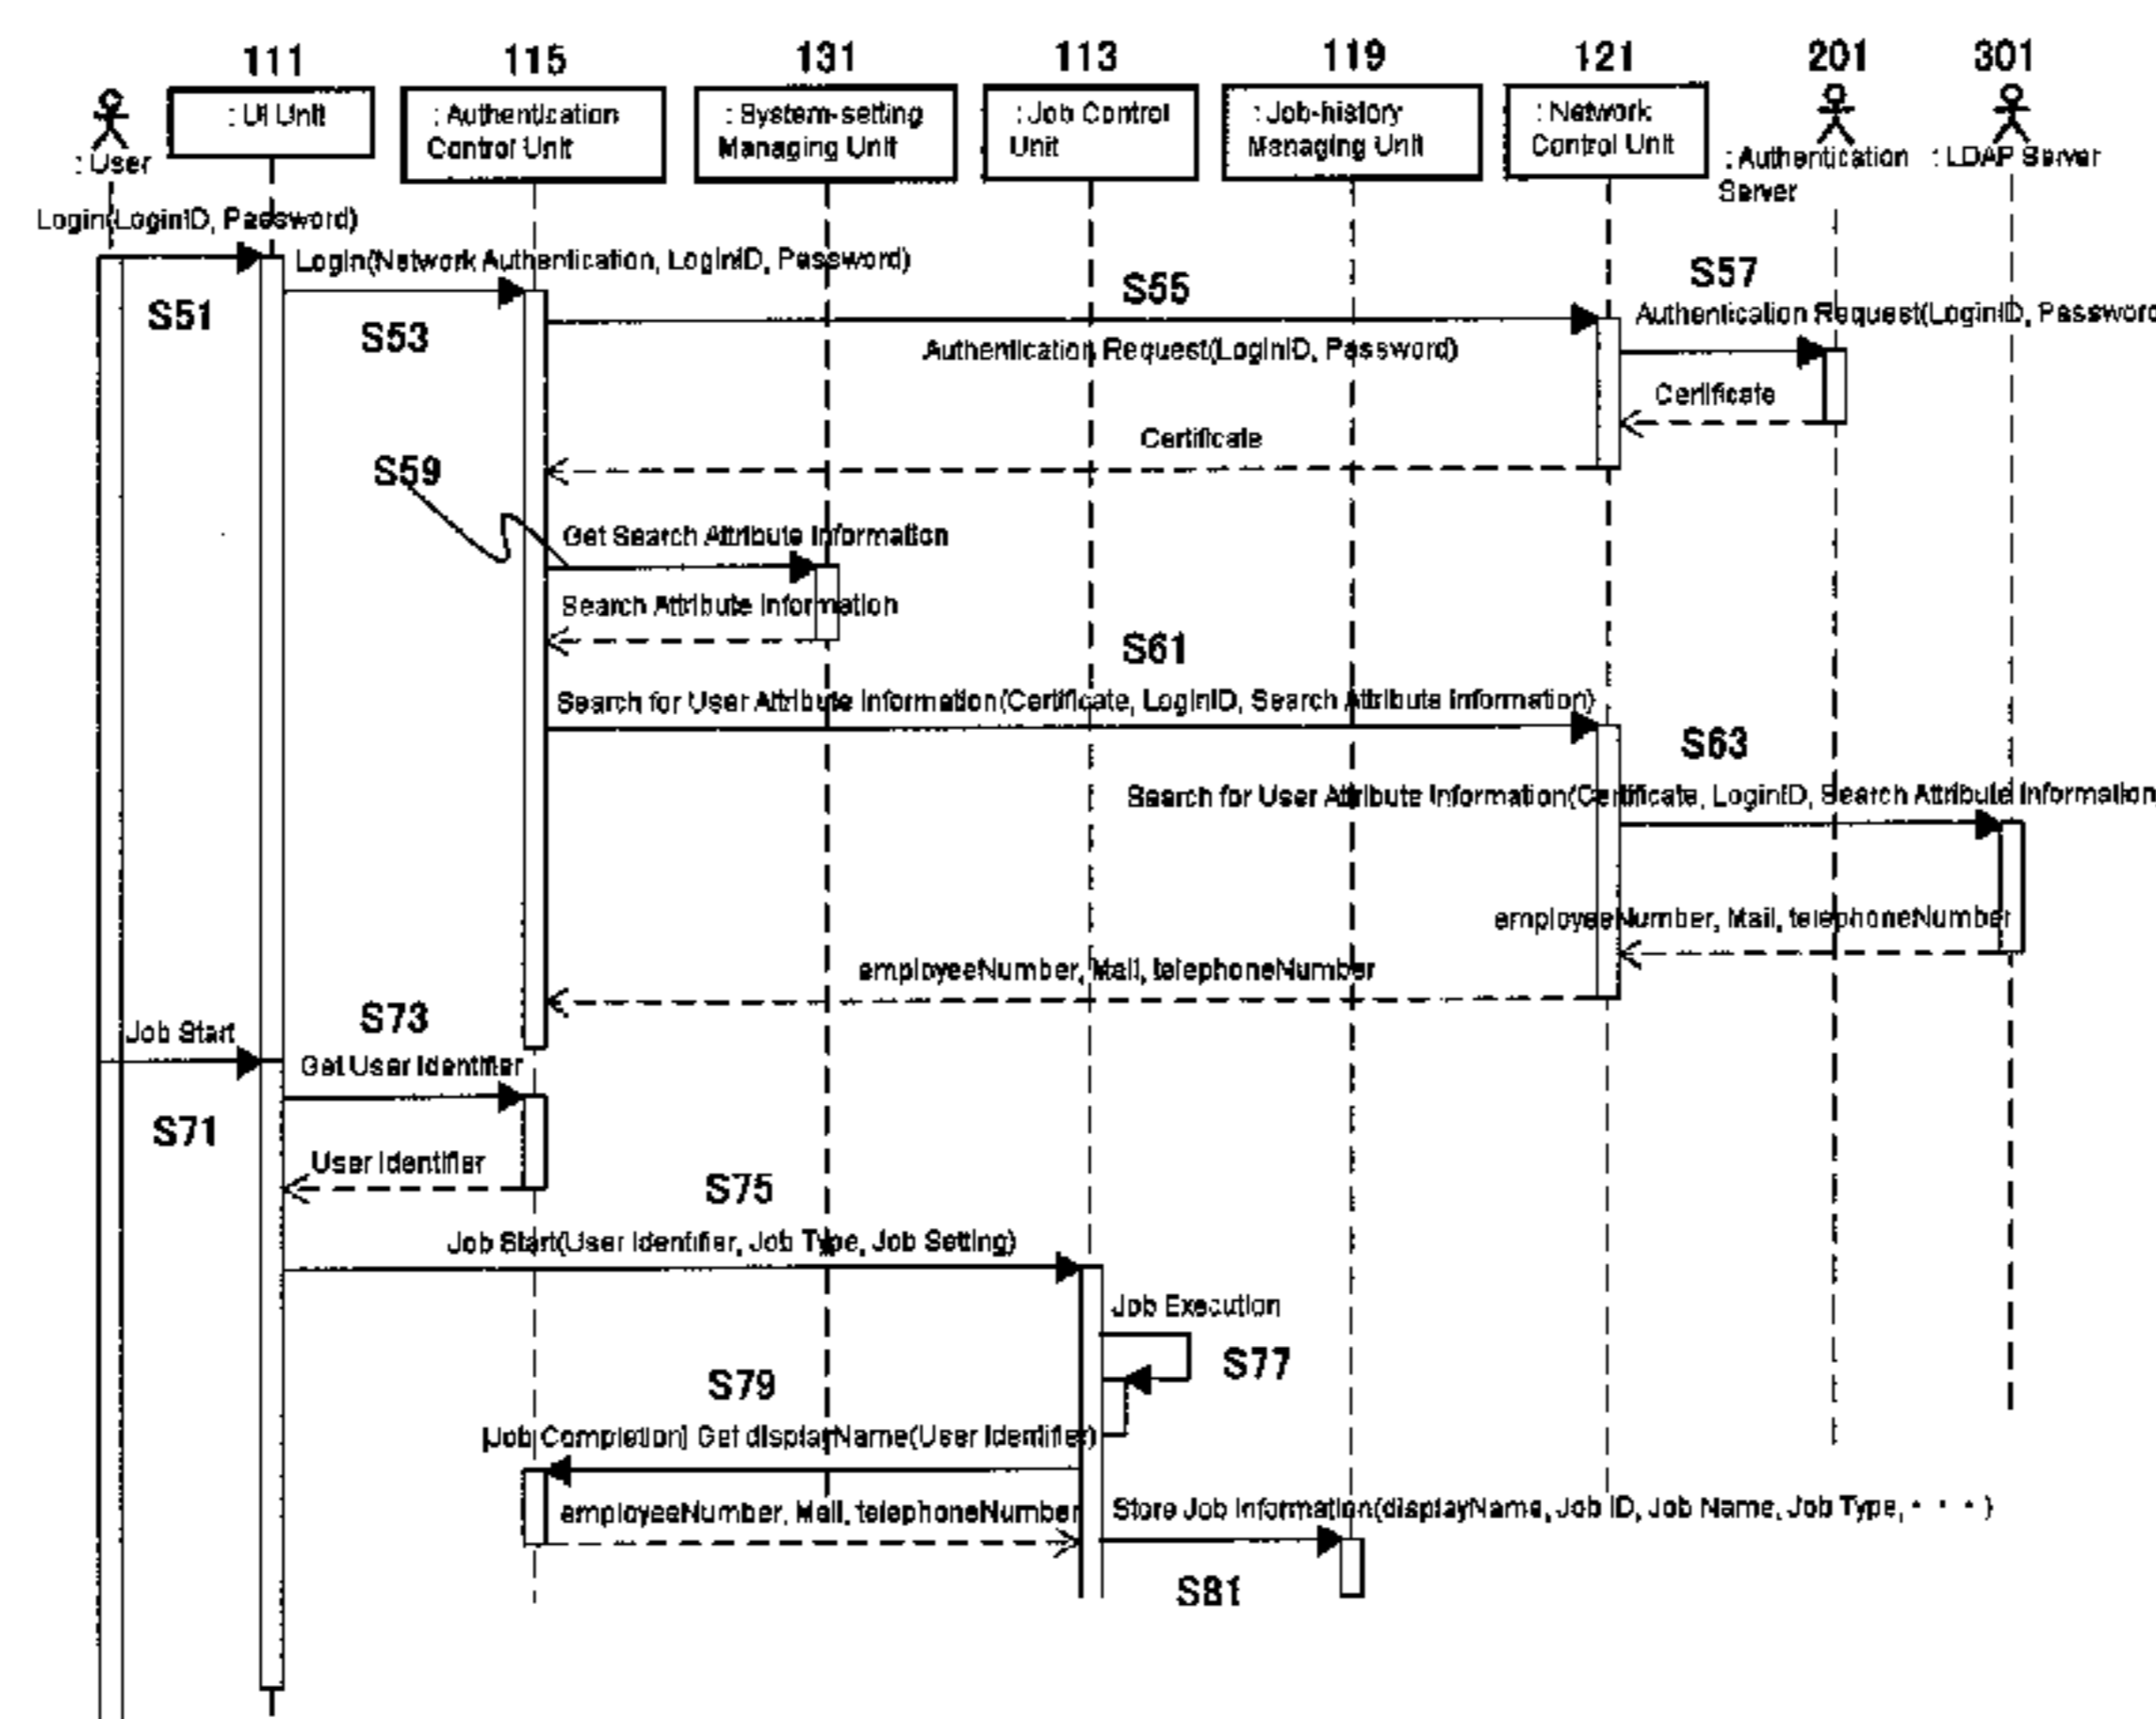 111
115
131
113
119
121
201
301
: User
: UI Unit
: Authentication
Control Unit
: System-setting
Managing Unit
: Job Control
Unit
: Job-history
Managing Unit
: Network
Control Unit
: Authentication
Server
: LDAP Server
Login(LoginID, Password)
S51
Login(Network Authentication, LoginID, Password)
S53
S55
Authentication Request(LoginID, Password)
S57
Authentication Request(LoginID, Password
Certificate
Certificate
S59
Get Search Attribute Information
Search Attribute Information
S61
Search for User Attribute Information(Certificate, LoginID, Search Attribute Information)
S63
Search for User Attribute Information(Certificate, LoginID, Search Attribute Information
employeeNumber, Mail, telephoneNumber
employeeNumber, Mail, telephoneNumber
Job Start
S71
S73
Get User Identifier
User Identifier
S75
Job Start(User Identifier, Job Type, Job Setting)
Job Execution
S77
S79
[Job Completion] Get displayName(User Identifier)
employeeNumber, Mail, telephoneNumber
Store Job Information(displayName, Job ID, Job Name, Job Type, ・・・)
S81